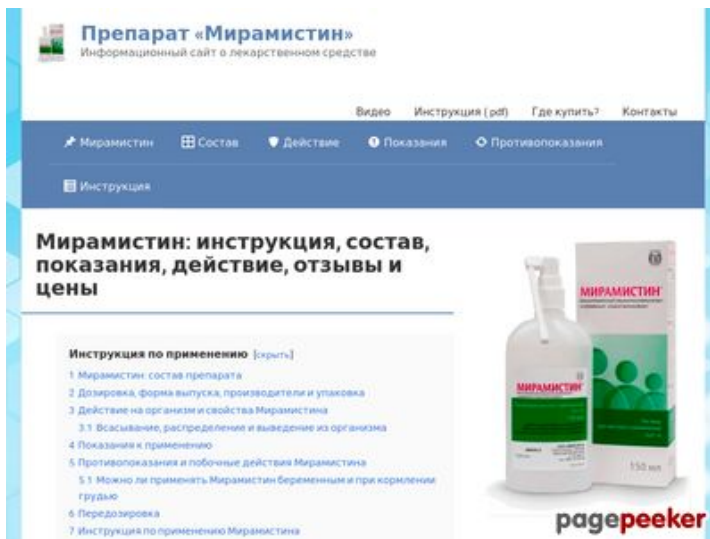 Препарат «Мирамистин»
Информационный сайт о лекарственном средстве
Видео Инструкция (pdf) Где купить? Контакты
Мирамистин Состав Действие Показания Противопоказания
Инструкция
Мирамистин: инструкция, состав,
показания, действие, отзывы и
цены
Инструкция по применению [скрыть]
1 Мирамистин: состав препарата
2 Дозировка, форма выпуска, производители и упаковка
3 Действие на организм и свойства Мирамистина
3.1 Всасывание, распределение и выведение из организма
4 Показания к применению
5 Противопоказания и побочные действия Мирамистина
5.1 Можно ли применять Мирамистин беременным и при кормлении
грудью
6 Передозировка
7 Инструкция по применению Мирамистина
МИРАМИСТИН
МИРАМИСТИН
150 мл
pagepeeker